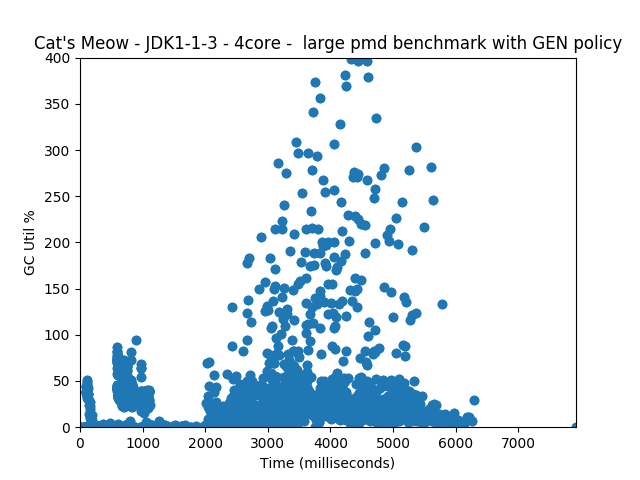 Cat's Meow - JDK1-1-3 - 4core -  large pmd benchmark with GEN policy
400
350
300
250
200
150
100
50
0
GC Util %
0 1000 2000 3000 4000 5000 6000 7000
Time (milliseconds)